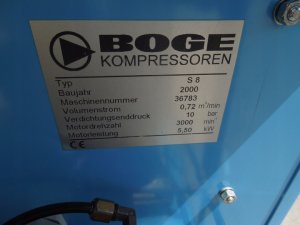 BOGE
KOMPRESSOREN
Typ S 8
Baujahr 2000
Maschinennummer 36783
Volumenstrom 0,72 m³/min
Verdichtungsenddruck 10 bar
Motordrehzahl 3000 min⁻¹
Motorleistung 5,50 kW
CE